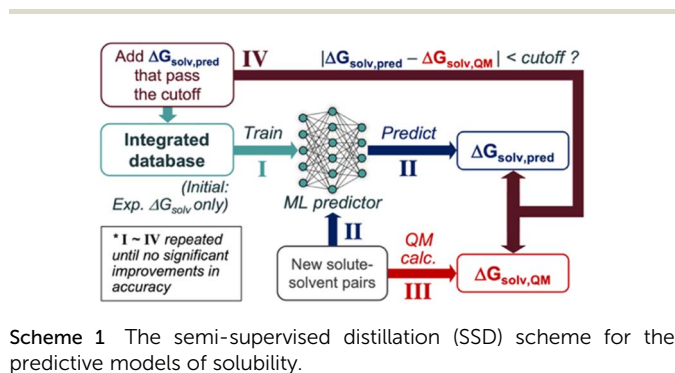 Add ΔGsolv,pred
that pass
the cutoff
IV
|ΔGsolv,pred – ΔGsolv,QM| < cutoff ?
Integrated
database
Train
I
(Initial:
Exp. ΔGsolv only)
ML predictor
Predict
II
ΔGsolv,pred
* I ~ IV repeated
until no significant
improvements in
accuracy
II
New solute-
solvent pairs
QM
calc.
III
ΔGsolv,QM
Scheme 1 The semi-supervised distillation (SSD) scheme for the
predictive models of solubility.